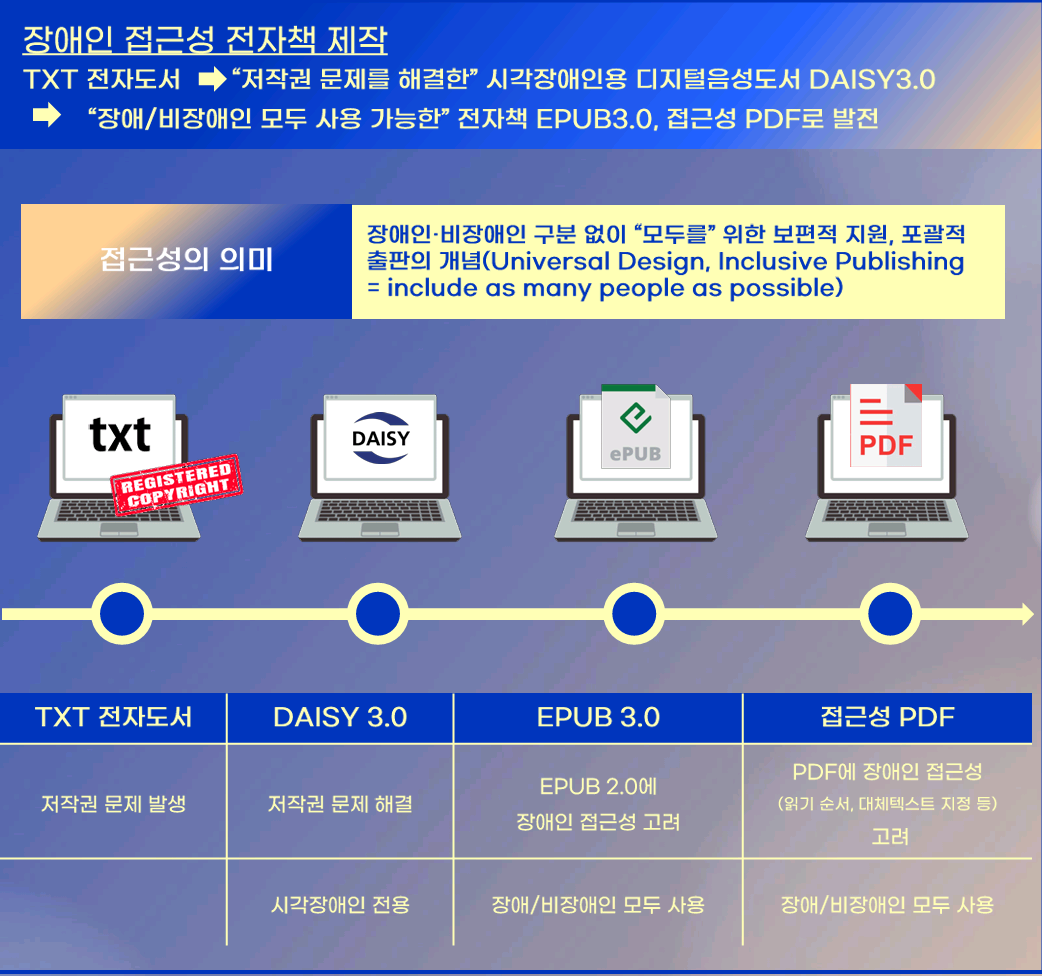 장애인 접근성 전자책 제작
TXT 전자도서 ➡ “저작권 문제를 해결한” 시각장애인용 디지털음성도서 DAISY3.0
➡ “장애/비장애인 모두 사용 가능한” 전자책 EPUB3.0, 접근성 PDF로 발전
접근성의 의미
장애인·비장애인 구분 없이 “모두를” 위한 보편적 지원, 포괄적
출판의 개념(Universal Design, Inclusive Publishing
= include as many people as possible)
txt
REGISTERED
COPYRIGHT
DAISY
ePUB
PDF
TXT 전자도서
DAISY 3.0
EPUB 3.0
접근성 PDF
저작권 문제 발생
저작권 문제 해결
EPUB 2.0에
장애인 접근성 고려
PDF에 장애인 접근성
(읽기 순서, 대체텍스트 지정 등)
고려
시각장애인 전용
장애/비장애인 모두 사용
장애/비장애인 모두 사용